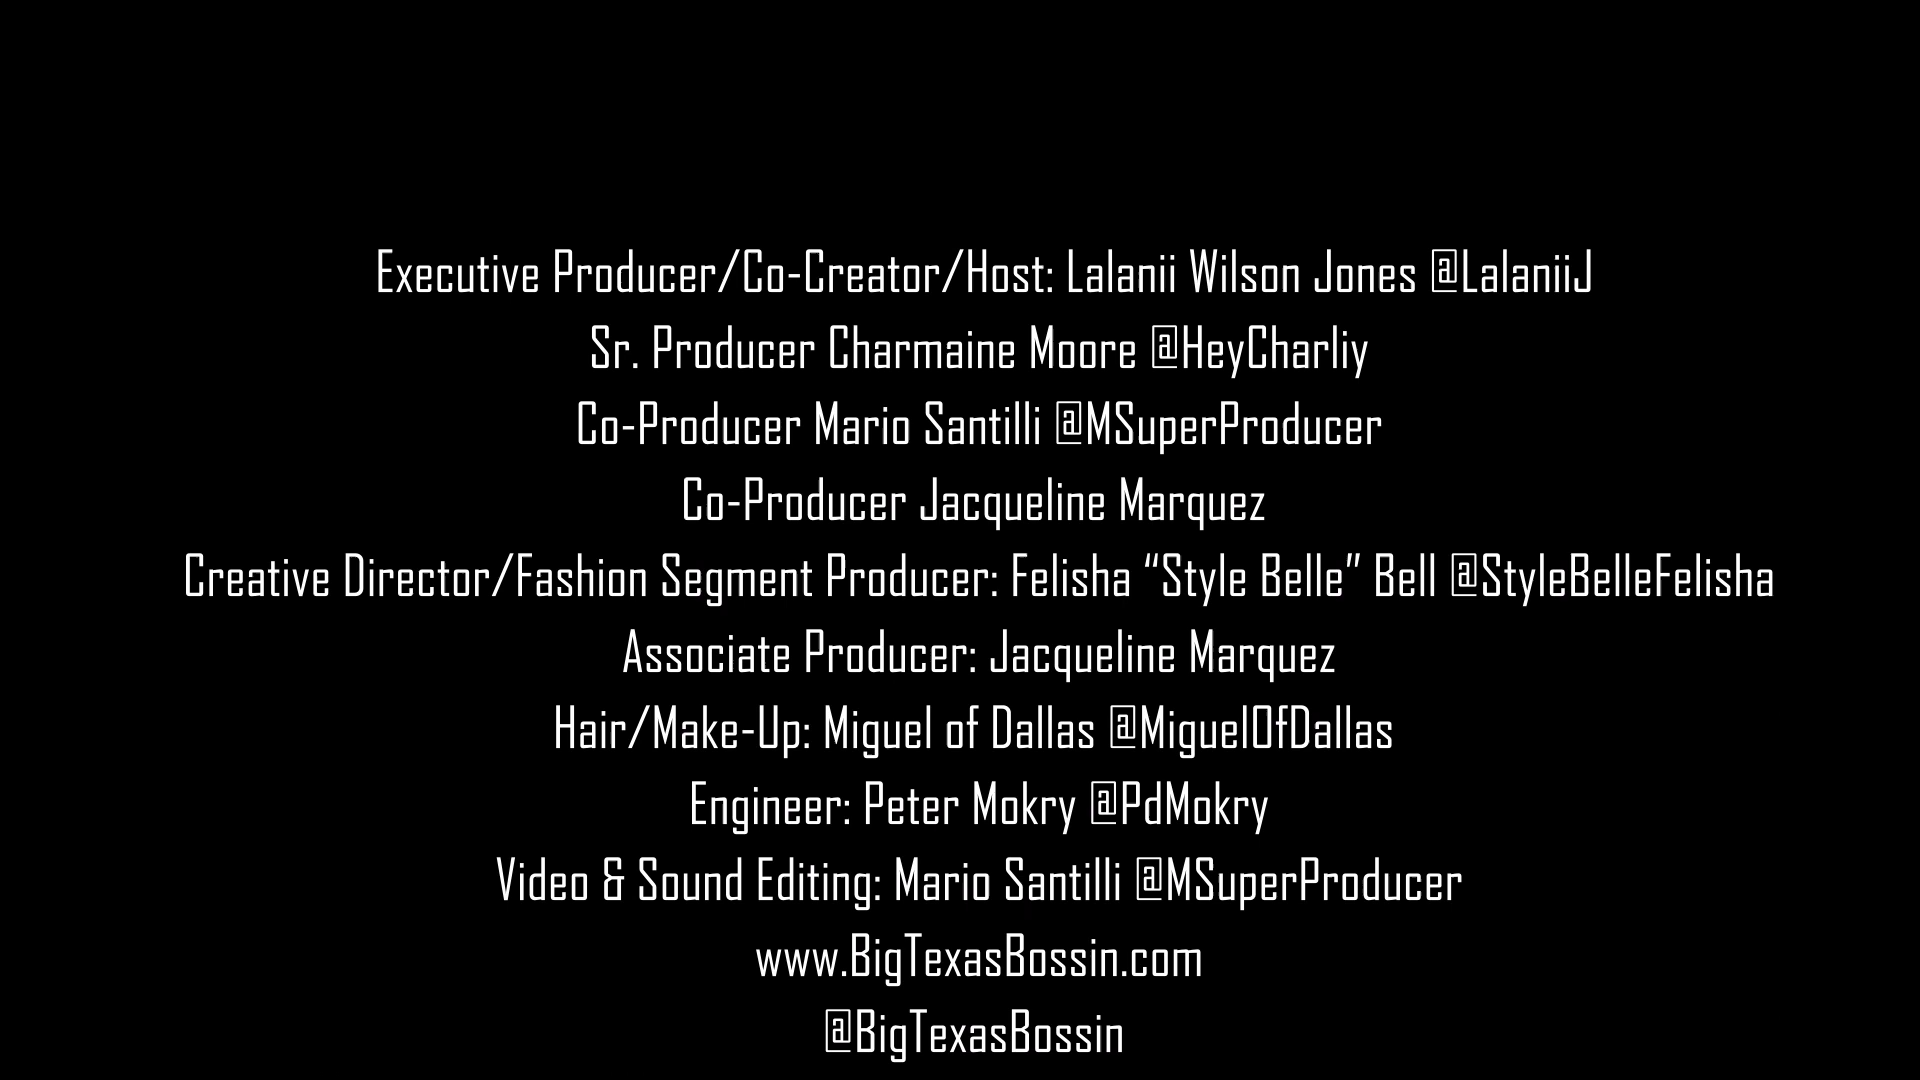 Executive Producer/Co-Creator/Host: Lalanii Wilson Jones @LalaniiJ
Sr. Producer Charmaine Moore @HeyCharliy
Co-Producer Mario Santilli @MSuperProducer
Co-Producer Jacqueline Marquez
Creative Director/Fashion Segment Producer: Felisha “Style Belle” Bell @StyleBelleFelisha
Associate Producer: Jacqueline Marquez
Hair/Make-Up: Miguel of Dallas @MiguelOfDallas
Engineer: Peter Mokry @PdMokry
Video & Sound Editing: Mario Santilli @MSuperProducer
www.BigTexasBossin.com
@BigTexasBossin